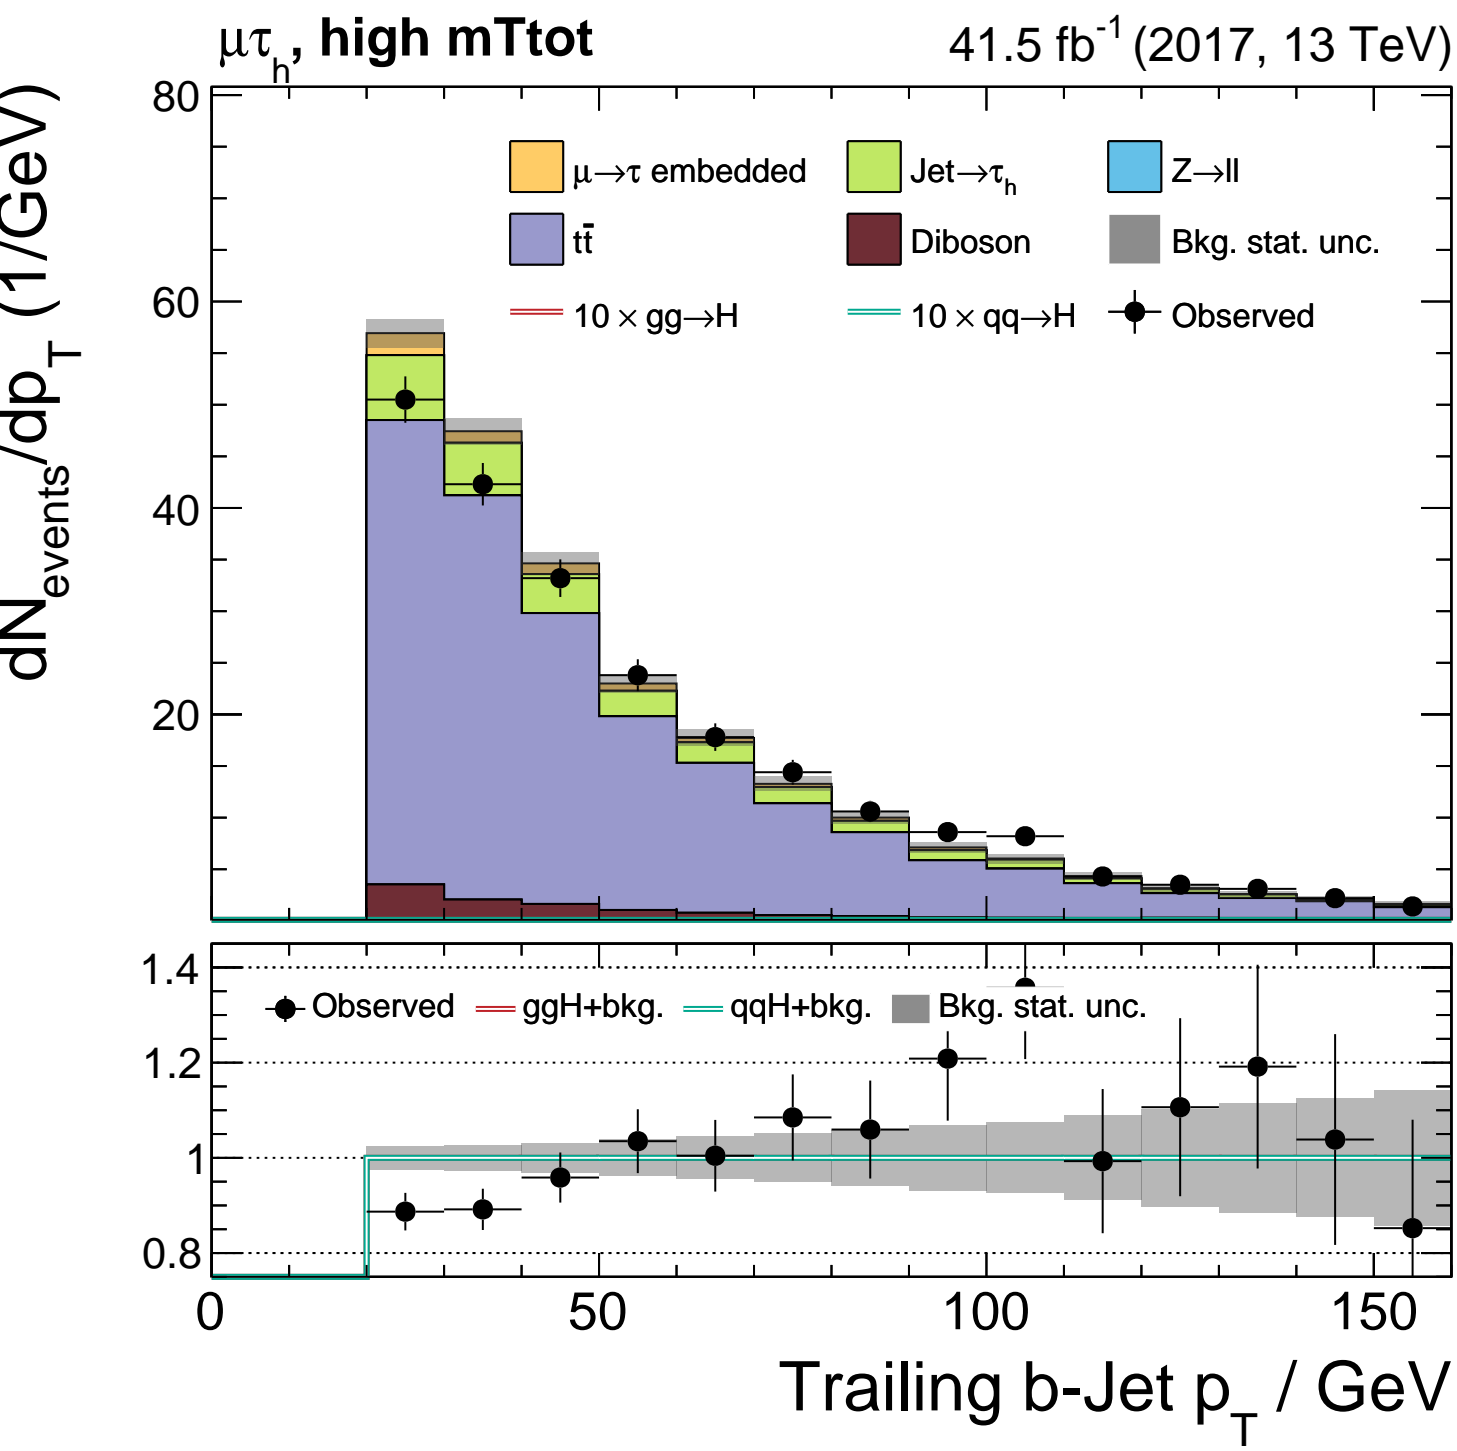 μτh, high mTtot
41.5 fb-1 (2017, 13 TeV)
dNevents/dpT (1/GeV)
80
60
40
20
μ→τ embedded
Jet→τh
Z→ll
tt̄
Diboson
Bkg. stat. unc.
10 × gg→H
10 × qq→H
Observed
1.4
1.2
1
0.8
Observed
ggH+bkg.
qqH+bkg.
Bkg. stat. unc.
0
50
100
150
Trailing b-Jet pT / GeV